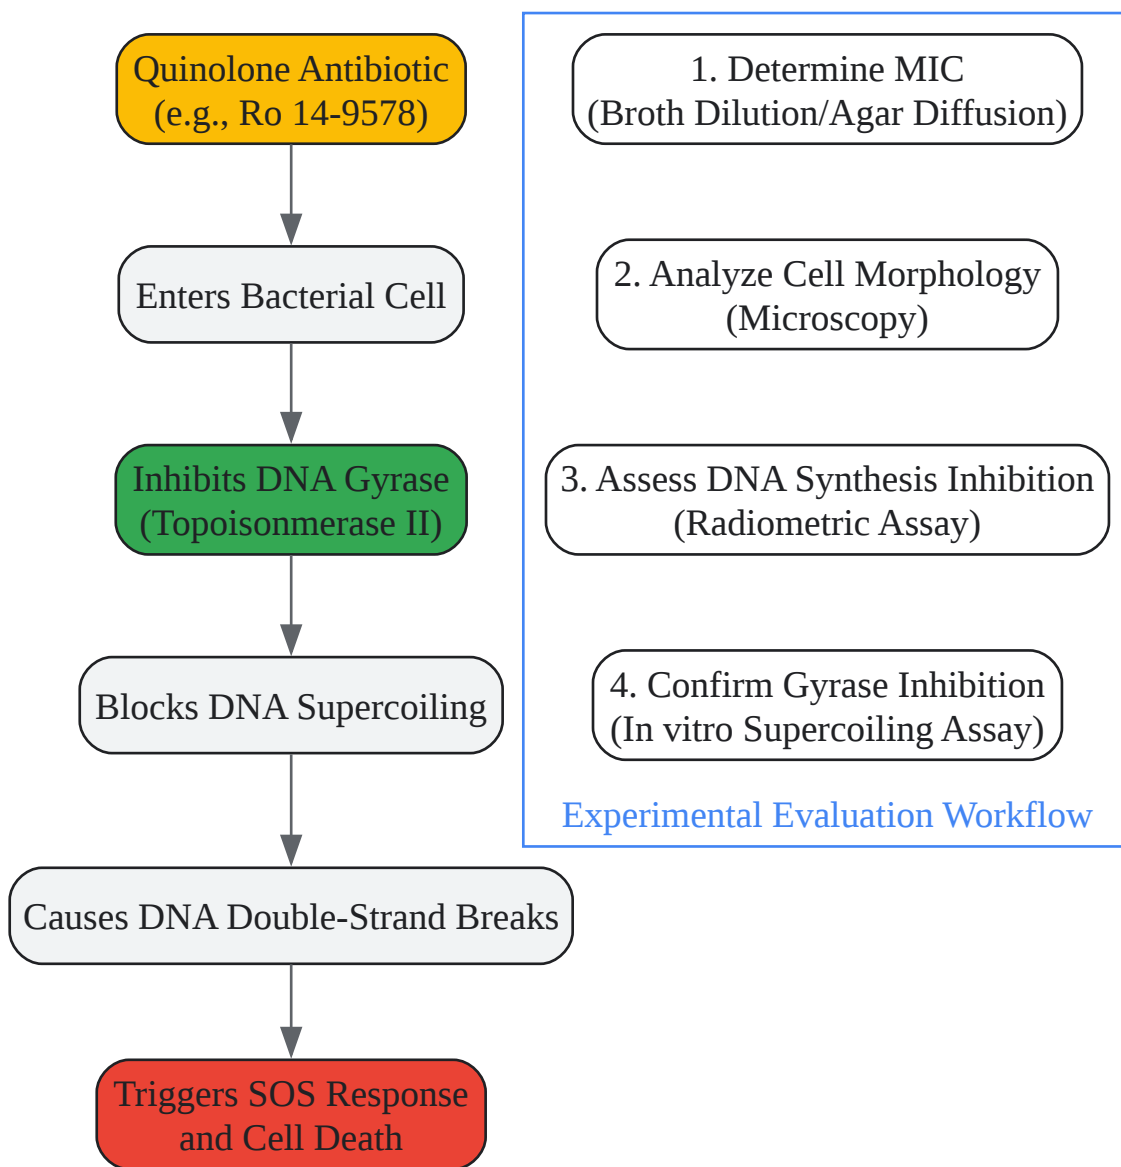 Quinolone Antibiotic
(e.g., Ro 14-9578)
Enters Bacterial Cell
Inhibits DNA Gyrase
(Topoisonmerase II)
Blocks DNA Supercoiling
Causes DNA Double-Strand Breaks
Triggers SOS Response
and Cell Death
1. Determine MIC
(Broth Dilution/Agar Diffusion)
2. Analyze Cell Morphology
(Microscopy)
3. Assess DNA Synthesis Inhibition
(Radiometric Assay)
4. Confirm Gyrase Inhibition
(In vitro Supercoiling Assay)
Experimental Evaluation Workflow